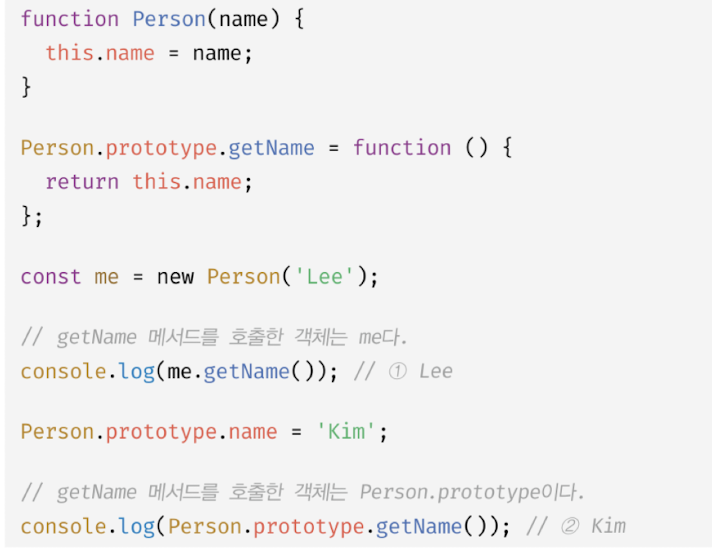 function Person(name) {
  this.name = name;
}
Person.prototype.getName = function () {
  return this.name;
};
const me = new Person('Lee');
// getName 메서드를 호출한 객체는 me다.
console.log(me.getName()); // ① Lee
Person.prototype.name = 'Kim';
// getName 메서드를 호출한 객체는 Person.prototype이다.
console.log(Person.prototype.getName()); // ② Kim